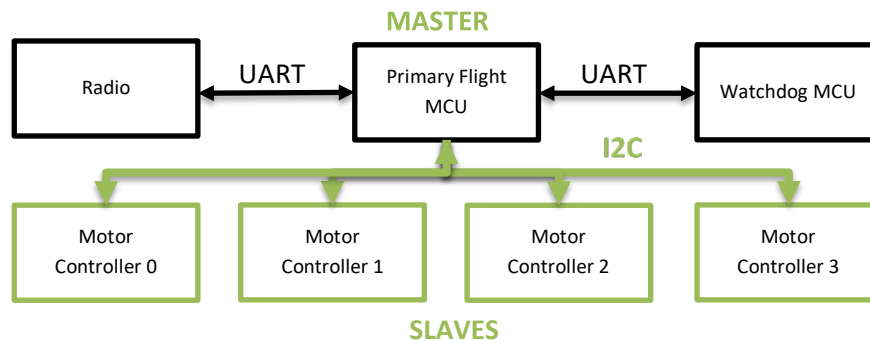 MASTER
Radio
UART
Primary Flight
MCU
UART
Watchdog MCU
I2C
Motor
Controller 0
Motor
Controller 1
Motor
Controller 2
Motor
Controller 3
SLAVES